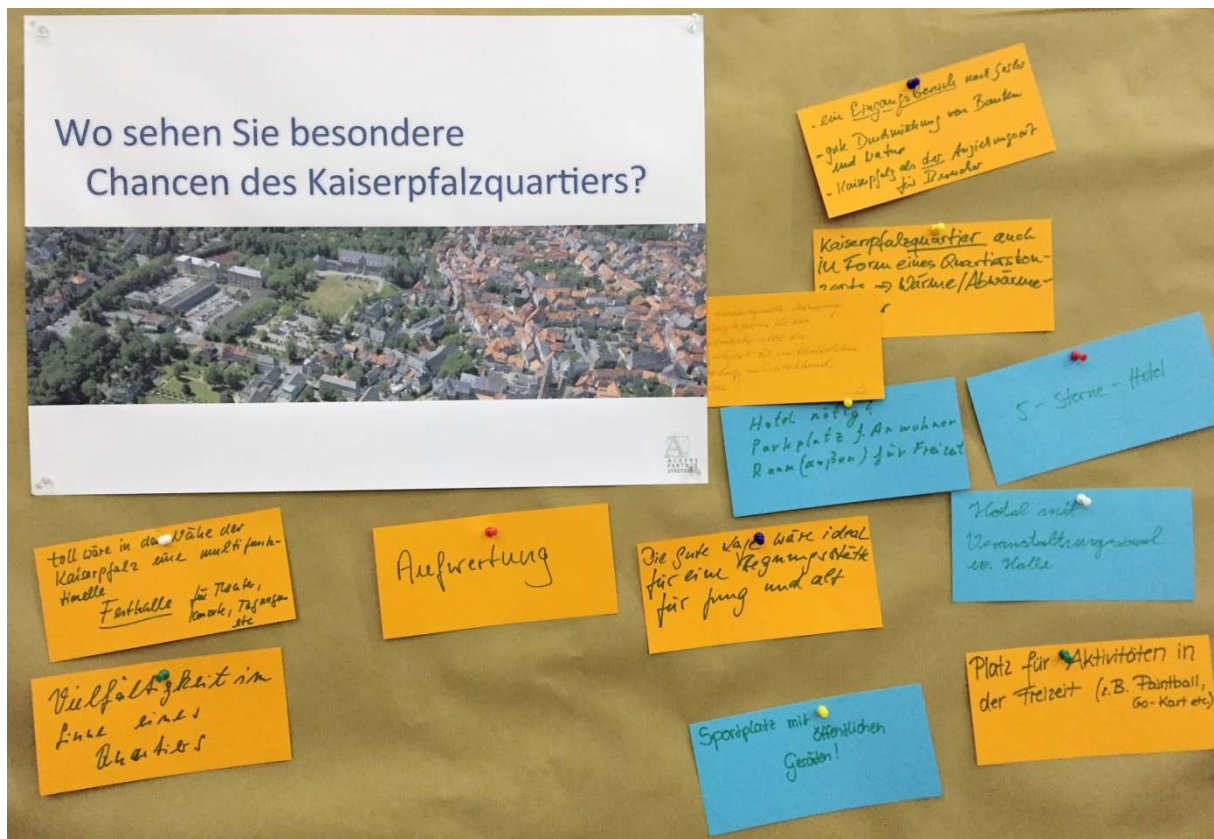 Wo sehen Sie besondere
Chancen des Kaiserpfalzquartiers?
ACKERS
PARTNER
STÄDTEBAU
- ein Eingangsbereich nach Goslar
- gute Durchmischung von Bauten
und Natur
- Kaiserpfalz als der Anziehungsort
für Besucher
Kaiserpfalzquartier auch
in Form eines Quartierskon-
→ Wärme/Abwärme-
Hotel nötig?
Parkplatz f. Anwohner
Raum (außen) für Freizeit
5 - Sterne - Hotel
Hotel mit
Veranstaltungssaal
Halle
toll wäre in der Nähe der
Kaiserpfalz eine multifunk-
tionelle
Festhalle für Theater,
Konzerte, Tagungen
etc
Aufwertung
Die gute Lage wäre ideal
für eine Begegnungsstätte
für jung und alt
Vielfältigkeit im
Sinne eines
Quartiers
Sportplatz mit öffentlichen
Geräten!
Platz für Aktivitäten in
der Freizeit (z.B. Paintball,
Go-Kart etc.)